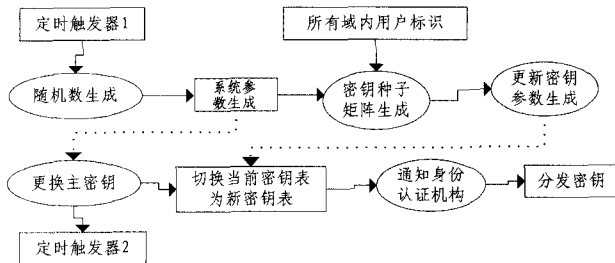 定时触发器1
所有域内用户标识
随机数生成
系统参
数生成
密钥种子
矩阵生成
更新密钥
参数生成
更换主密钥
切换当前密钥表
为新密钥表
通知身份
认证机构
分发密钥
定时触发器2